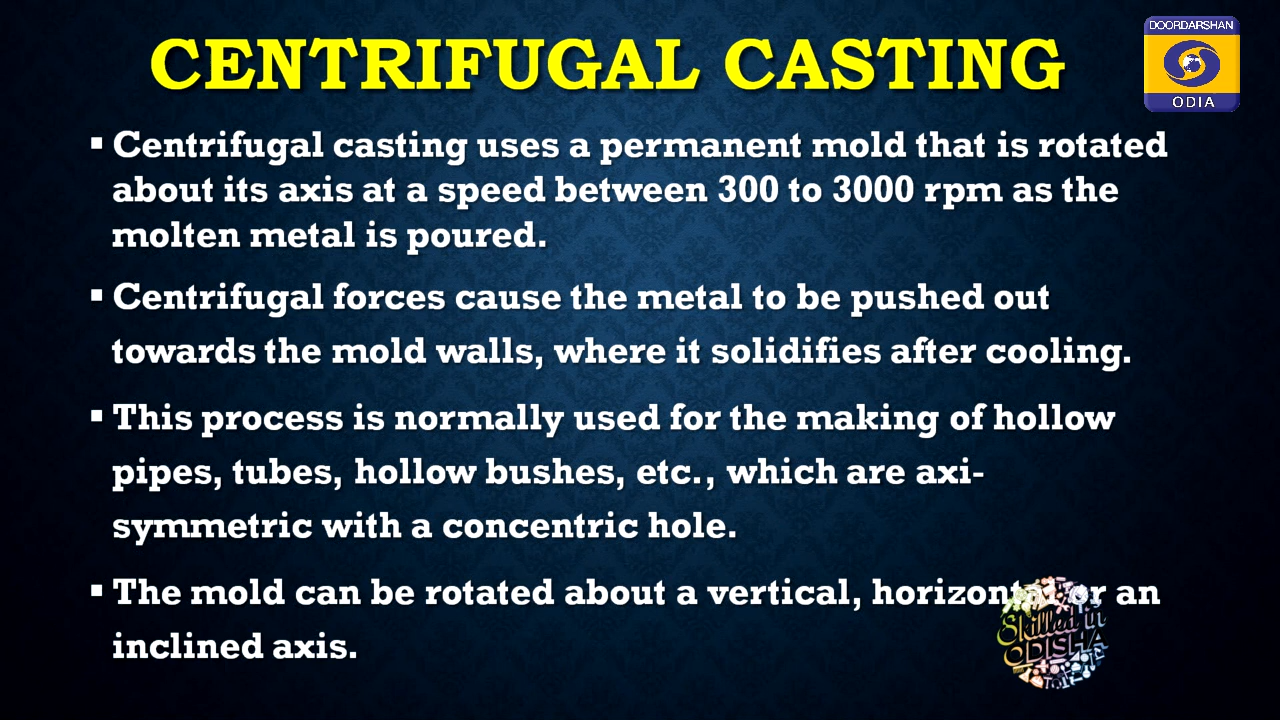 CENTRIFUGAL CASTING
DOORDARSHAN
ODIA
▪ Centrifugal casting uses a permanent mold that is rotated
about its axis at a speed between 300 to 3000 rpm as the
molten metal is poured.
▪ Centrifugal forces cause the metal to be pushed out
towards the mold walls, where it solidifies after cooling.
▪ This process is normally used for the making of hollow
pipes, tubes, hollow bushes, etc., which are axi-
symmetric with a concentric hole.
▪ The mold can be rotated about a vertical, horizontal or an
inclined axis.
Skilled in
ODISHA